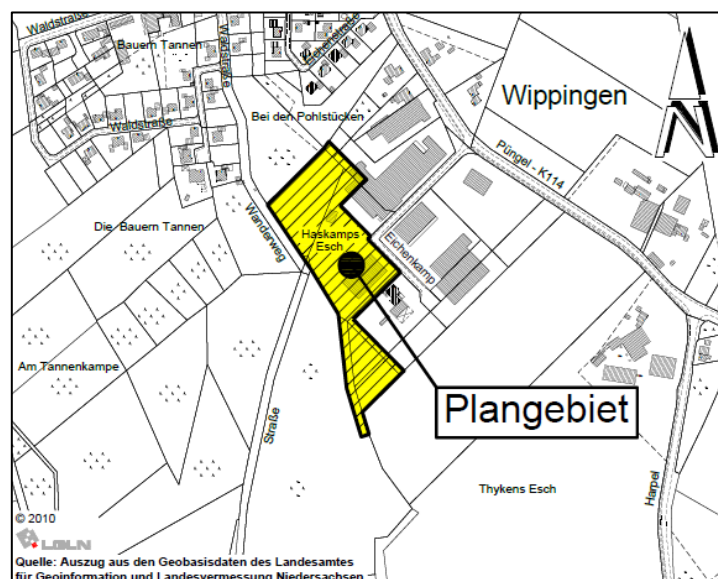 Waldstraße
Bauern Tannen
Waldstraße
Eichenstraße
Waldstraße
Bei den Pohlstücken
Wippingen
N
Püngel - K114
Die Bauern Tannen
Wanderweg
Haskamps
Esch
Eichenkamp
Am Tannenkampe
Straße
Plangebiet
Thykens Esch
Harpel
© 2010
LGLN
Quelle: Auszug aus den Geobasisdaten des Landesamtes
für Geoinformation und Landesvermessung Niedersachsen